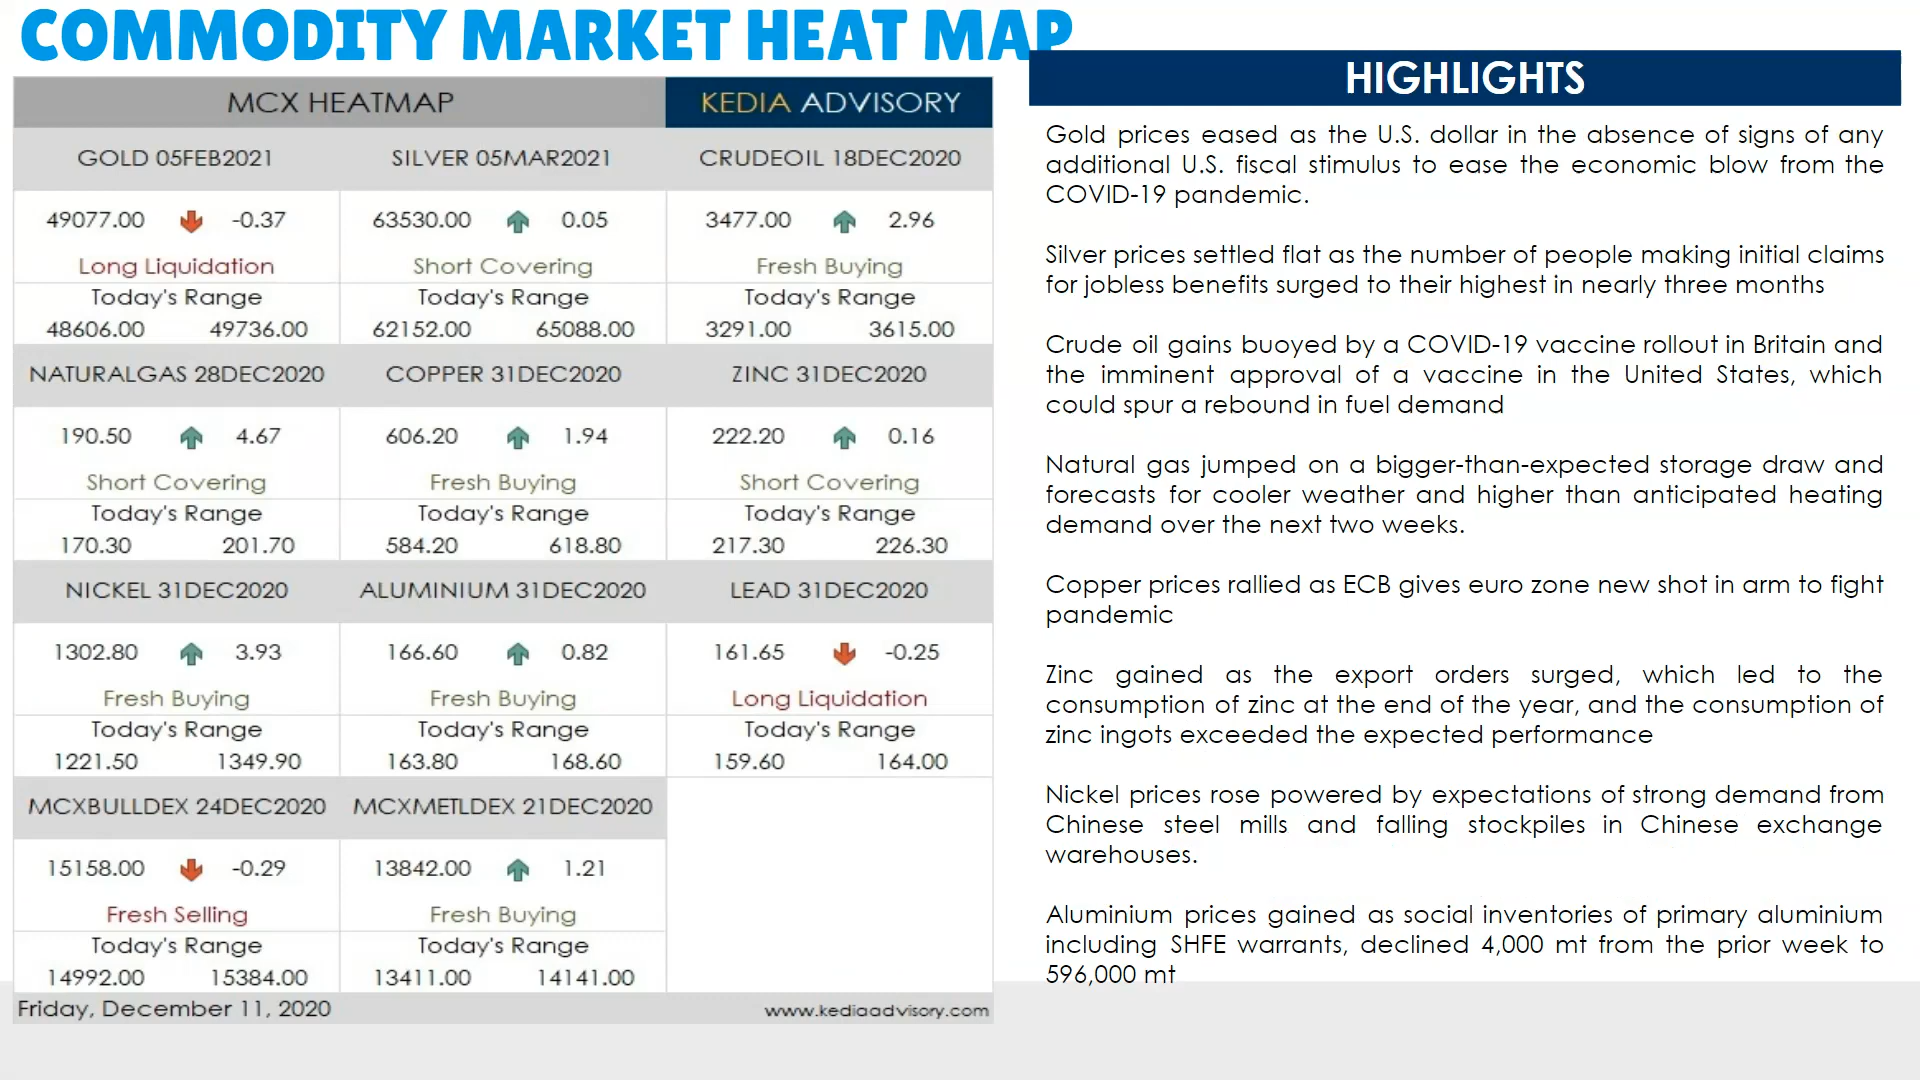 COMMODITY MARKET HEAT MAP
MCX HEATMAP
KEDIA ADVISORY
GOLD 05FEB2021
SILVER 05MAR2021
CRUDEOIL 18DEC2020
49077.00 -0.37
63530.00 0.05
3477.00 2.96
Long Liquidation
Short Covering
Fresh Buying
Today's Range
Today's Range
Today's Range
48606.00 49736.00
62152.00 65088.00
3291.00 3615.00
NATURALGAS 28DEC2020
COPPER 31DEC2020
ZINC 31DEC2020
190.50 4.67
606.20 1.94
222.20 0.16
Short Covering
Fresh Buying
Short Covering
Today's Range
Today's Range
Today's Range
170.30 201.70
584.20 618.80
217.30 226.30
NICKEL 31DEC2020
ALUMINIUM 31DEC2020
LEAD 31DEC2020
1302.80 3.93
166.60 0.82
161.65 -0.25
Fresh Buying
Fresh Buying
Long Liquidation
Today's Range
Today's Range
Today's Range
1221.50 1349.90
163.80 168.60
159.60 164.00
MCXBULLDEX 24DEC2020
MCXMETLDEX 21DEC2020
15158.00 -0.29
13842.00 1.21
Fresh Selling
Fresh Buying
Today's Range
Today's Range
14992.00 15384.00
13411.00 14141.00
Friday, December 11, 2020
www.kediaadvisory.com
HIGHLIGHTS
Gold prices eased as the U.S. dollar in the absence of signs of any
additional U.S. fiscal stimulus to ease the economic blow from the
COVID-19 pandemic.
Silver prices settled flat as the number of people making initial claims
for jobless benefits surged to their highest in nearly three months
Crude oil gains buoyed by a COVID-19 vaccine rollout in Britain and
the imminent approval of a vaccine in the United States, which
could spur a rebound in fuel demand
Natural gas jumped on a bigger-than-expected storage draw and
forecasts for cooler weather and higher than anticipated heating
demand over the next two weeks.
Copper prices rallied as ECB gives euro zone new shot in arm to fight
pandemic
Zinc gained as the export orders surged, which led to the
consumption of zinc at the end of the year, and the consumption of
zinc ingots exceeded the expected performance
Nickel prices rose powered by expectations of strong demand from
Chinese steel mills and falling stockpiles in Chinese exchange
warehouses.
Aluminium prices gained as social inventories of primary aluminium
including SHFE warrants, declined 4,000 mt from the prior week to
596,000 mt